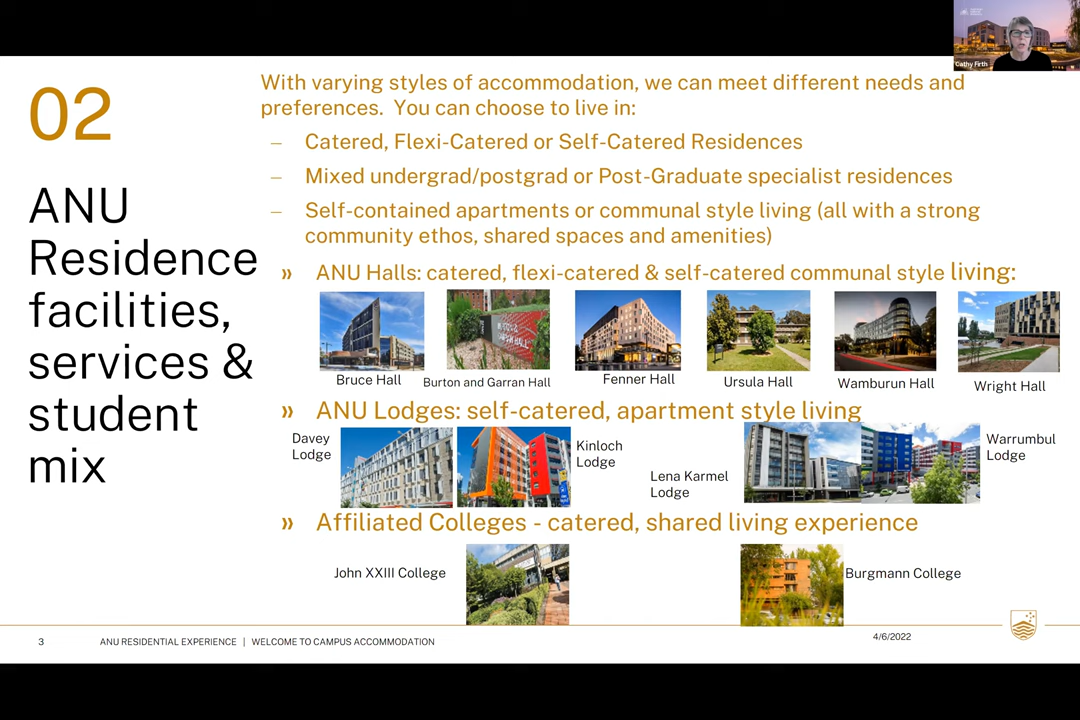 Cathy Firth
02
ANU
Residence
facilities,
services &
student
mix
With varying styles of accommodation, we can meet different needs and
preferences. You can choose to live in:
– Catered, Flexi-Catered or Self-Catered Residences
– Mixed undergrad/postgrad or Post-Graduate specialist residences
– Self-contained apartments or communal style living (all with a strong
community ethos, shared spaces and amenities)
» ANU Halls: catered, flexi-catered & self-catered communal style living:
Bruce Hall
Burton and Garran Hall
Fenner Hall
Ursula Hall
Wamburun Hall
Wright Hall
» ANU Lodges: self-catered, apartment style living
Davey
Lodge
Kinloch
Lodge
Lena Karmel
Lodge
Warrumbul
Lodge
» Affiliated Colleges - catered, shared living experience
John XXIII College
Burgmann College
3
ANU RESIDENTIAL EXPERIENCE | WELCOME TO CAMPUS ACCOMMODATION
4/6/2022